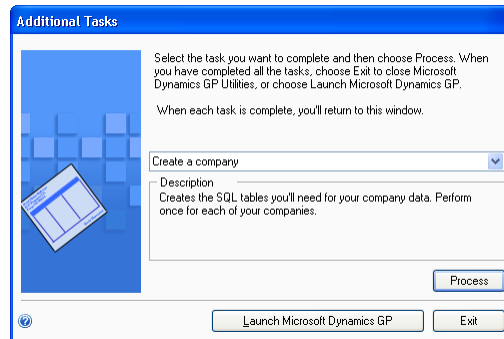 Additional Tasks
Select the task you want to complete and then choose Process. When
you have completed all the tasks, choose Exit to close Microsoft
Dynamics GP Utilities, or choose Launch Microsoft Dynamics GP.
When each task is complete, you'll return to this window.
Create a company
Description
Creates the SQL tables you'll need for your company data. Perform
once for each of your companies.
Process
Launch Microsoft Dynamics GP
Exit